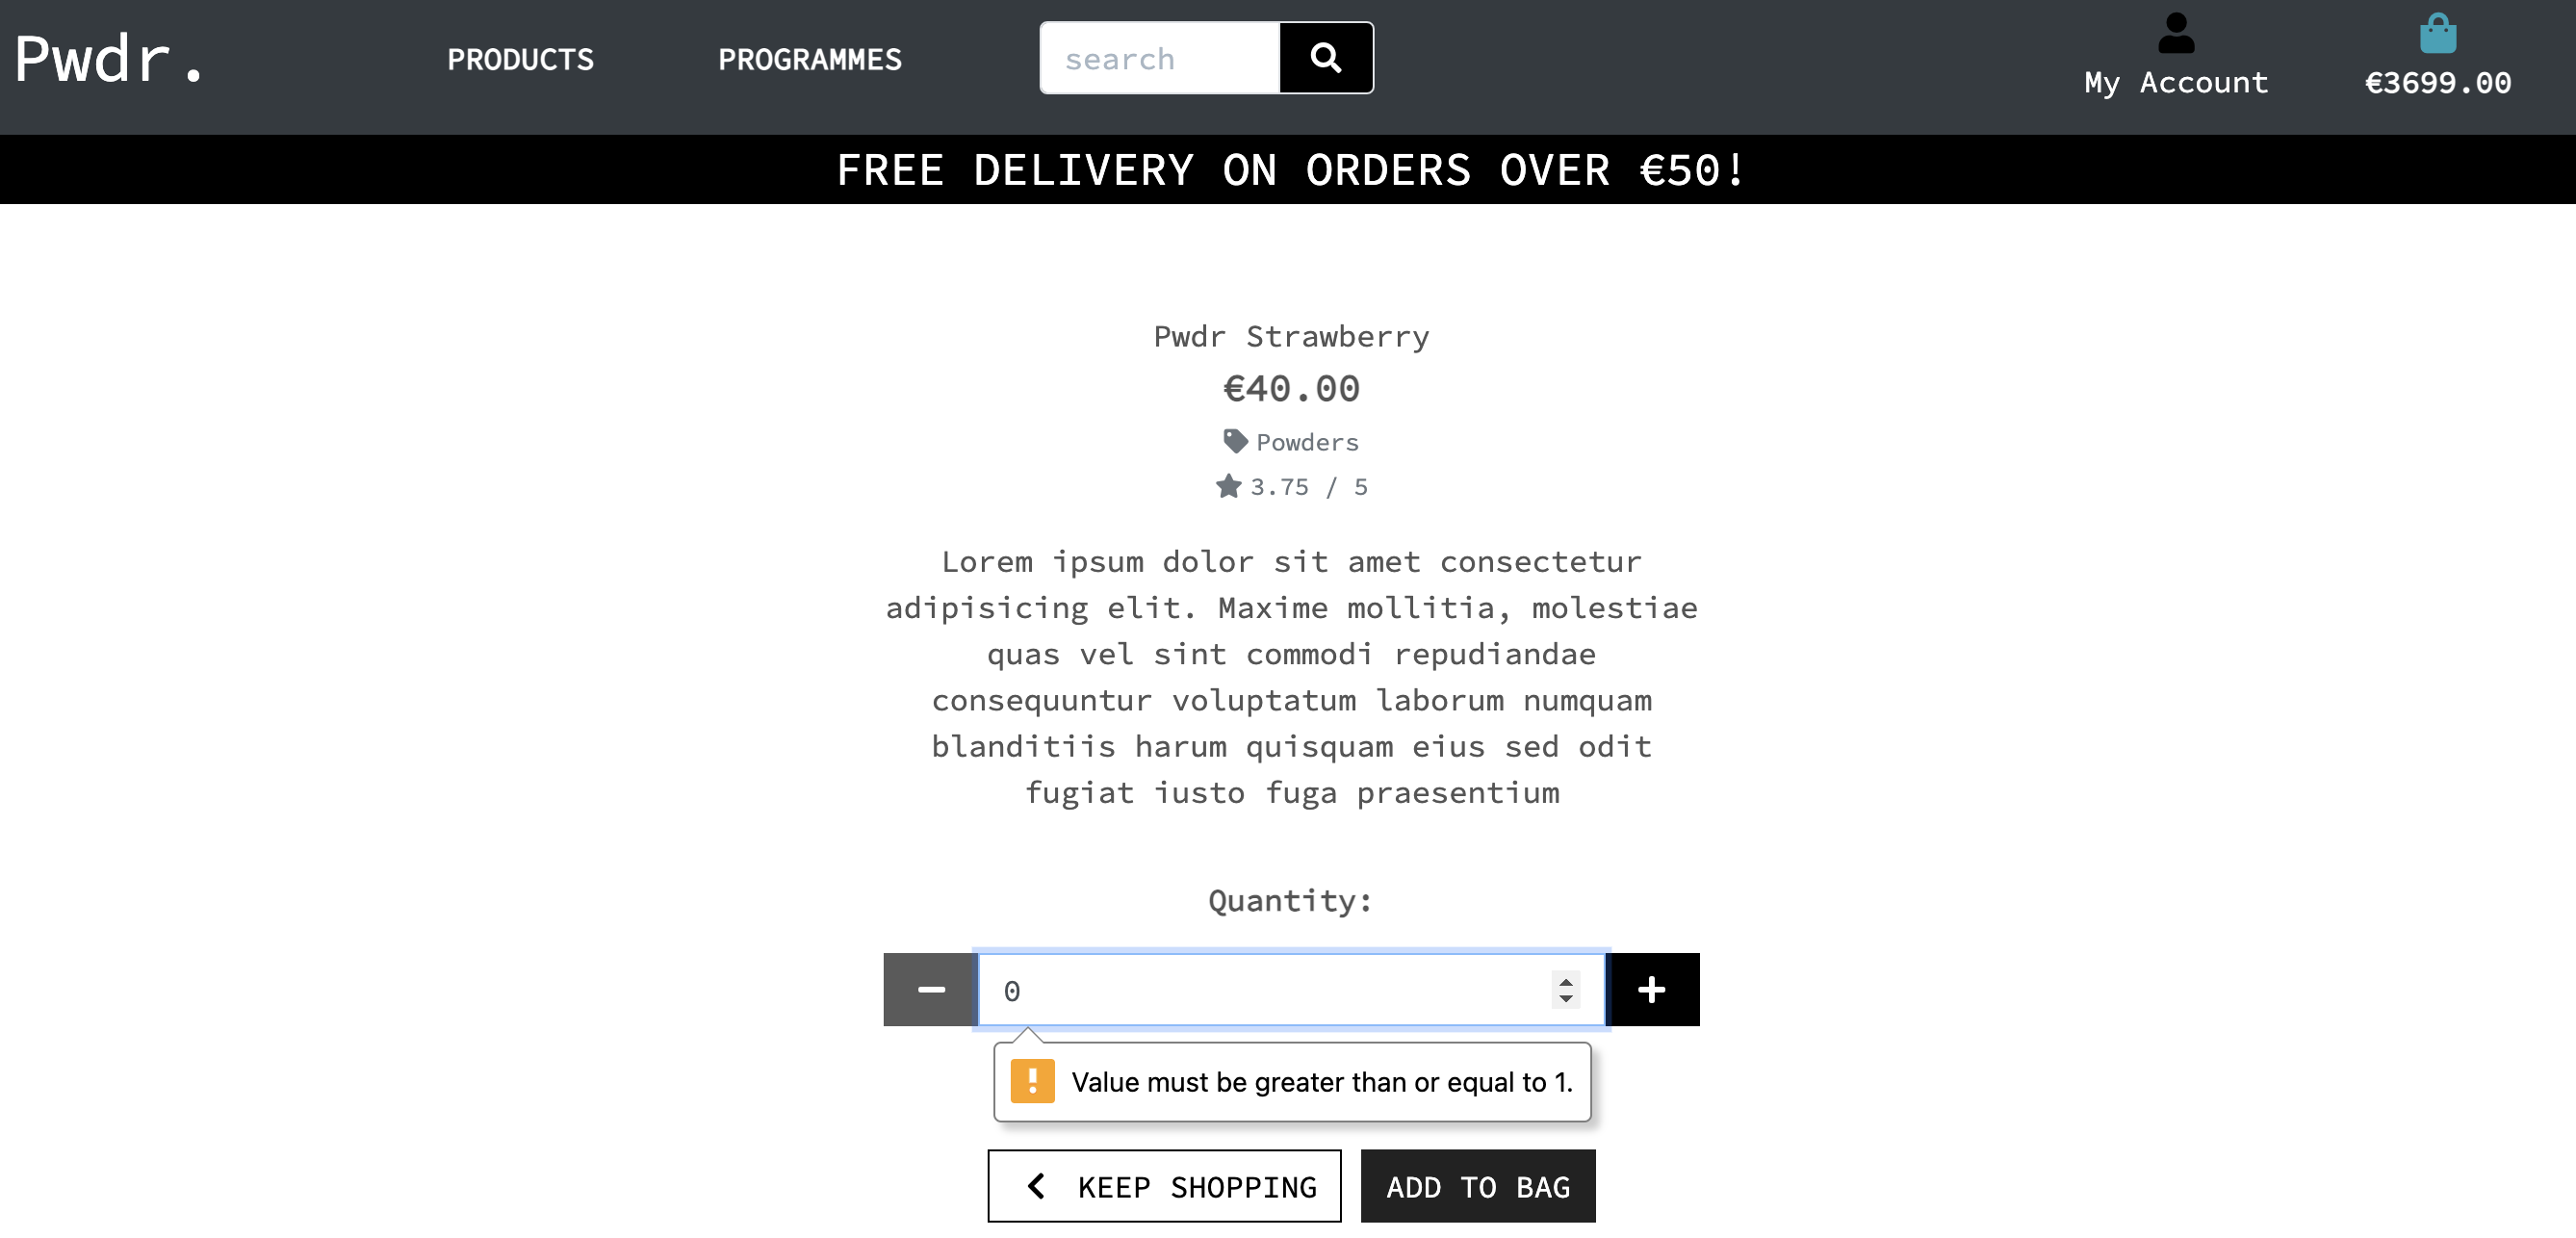 Pwdr.
PRODUCTS
PROGRAMMES
search
My Account
€3699.00
FREE DELIVERY ON ORDERS OVER €50!
Pwdr Strawberry
€40.00
Powders
3.75 / 5
Lorem ipsum dolor sit amet consectetur
adipisicing elit. Maxime mollitia, molestiae
quas vel sint commodi repudiandae
consequuntur voluptatum laborum numquam
blanditiis harum quisquam eius sed odit
fugiat iusto fuga praesentium
Quantity:
0
Value must be greater than or equal to 1.
KEEP SHOPPING
ADD TO BAG